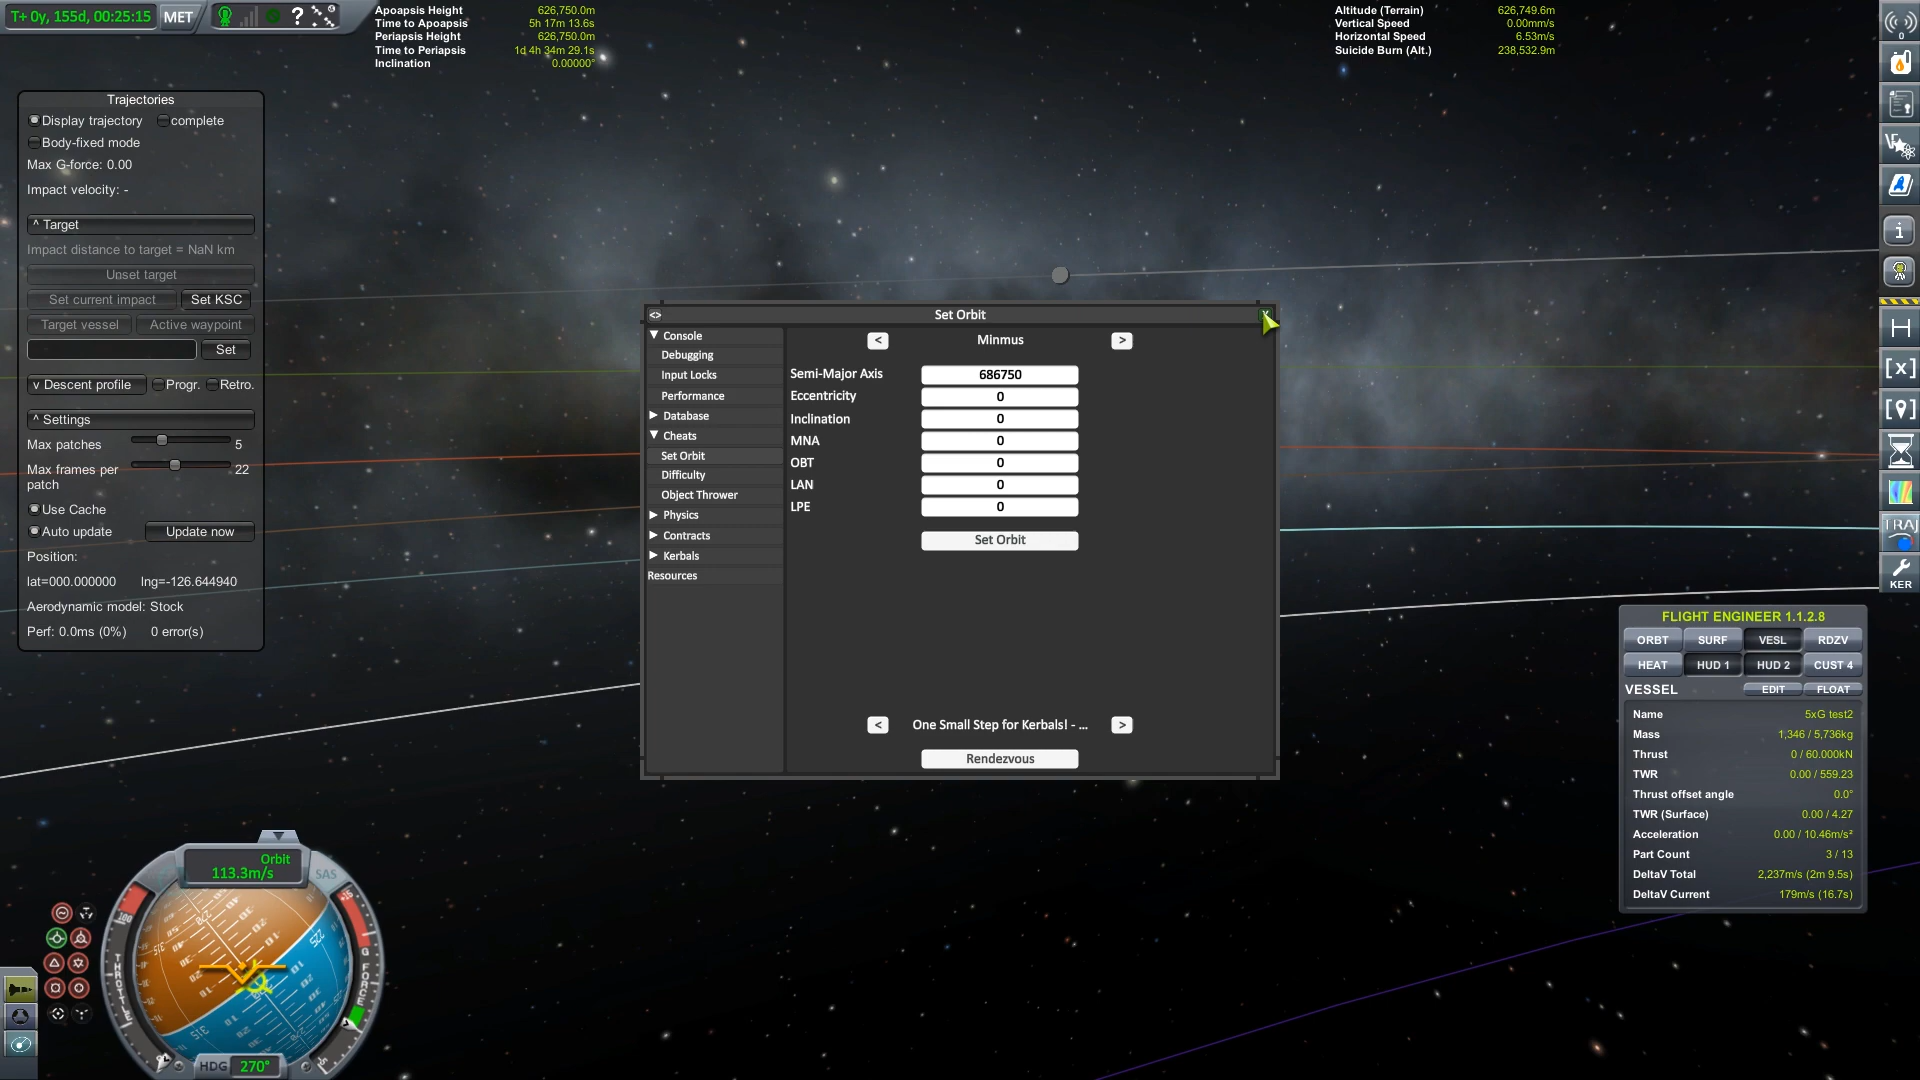 T+ 0y, 155d, 00:25:15 MET ?
Apoapsis Height 626,750.0m
Time to Apoapsis 5h 17m 13.6s
Periapsis Height 626,750.0m
Time to Periapsis 1d 4h 34m 29.1s
Inclination 0.00000°
Altitude (Terrain) 626,749.6m
Vertical Speed 0.00mm/s
Horizontal Speed 6.53m/s
Suicide Burn (Alt.) 238,532.9m
Trajectories
Display trajectory complete
Body-fixed mode
Max G-force: 0.00
Impact velocity: -
^ Target
Impact distance to target = NaN km
Unset target
Set current impact Set KSC
Target vessel Active waypoint
Set
v Descent profile Progr. Retro.
^ Settings
Max patches 5
Max frames per patch 22
Use Cache
Auto update Update now
Position:
lat=000.000000 lng=-126.644940
Aerodynamic model: Stock
Perf: 0.0ms (0%) 0 error(s)
<> Set Orbit
Console
Debugging
Input Locks
Performance
Database
Cheats
Set Orbit
Difficulty
Object Thrower
Physics
Contracts
Kerbals
Resources
< Minmus >
Semi-Major Axis 686750
Eccentricity 0
Inclination 0
MNA 0
OBT 0
LAN 0
LPE 0
Set Orbit
< One Small Step for Kerbals! - ... >
Rendezvous
0
i
H
[x]
TRAJ
KER
FLIGHT ENGINEER 1.1.2.8
ORBT SURF VESL RDZV
HEAT HUD 1 HUD 2 CUST 4
VESSEL EDIT FLOAT
Name 5xG test2
Mass 1,346 / 5,736kg
Thrust 0 / 60.000kN
TWR 0.00 / 559.23
Thrust offset angle 0.0°
TWR (Surface) 0.00 / 4.27
Acceleration 0.00 / 10.46m/s²
Part Count 3 / 13
DeltaV Total 2,237m/s (2m 9.5s)
DeltaV Current 179m/s (16.7s)
Orbit
113.3m/s
SAS
100
THROTTLE
G FORCE
HDG 270°